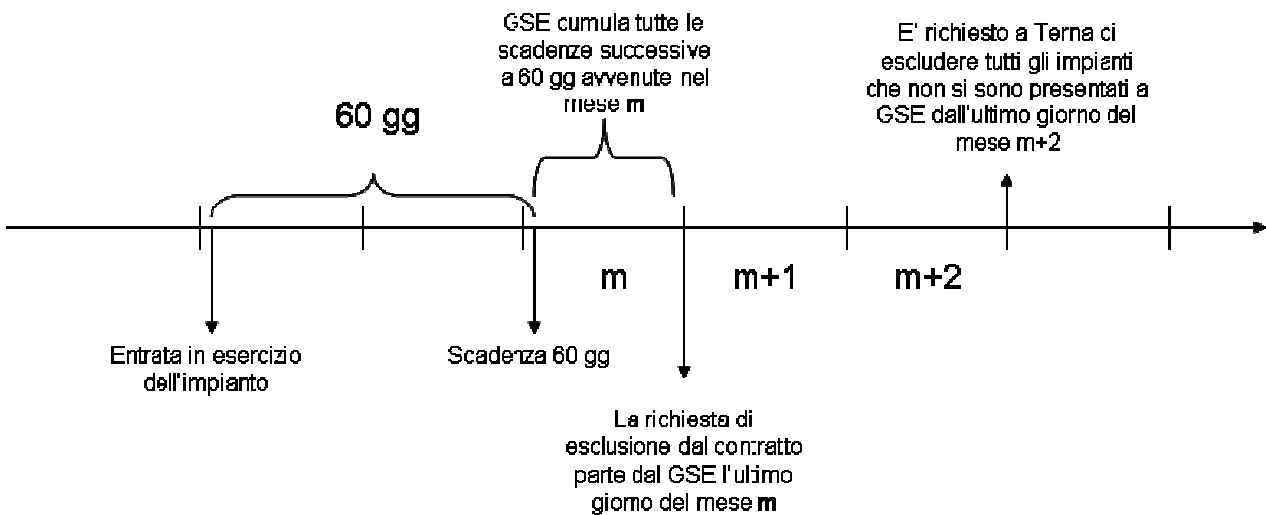 GSE cumula tutte le
scadenze successive
a 60 gg avvenute nel
mese m
E' richiesto a Terna di
escludere tutti gli impianti
che non si sono presentati a
GSE dall'ultimo giorno del
mese m+2
60 gg
m
m+1
m+2
Entrata in esercizio
dell'impianto
Scadenza 60 gg
La richiesta di
esclusione dal contratto
parte dal GSE l'ultimo
giorno del mese m